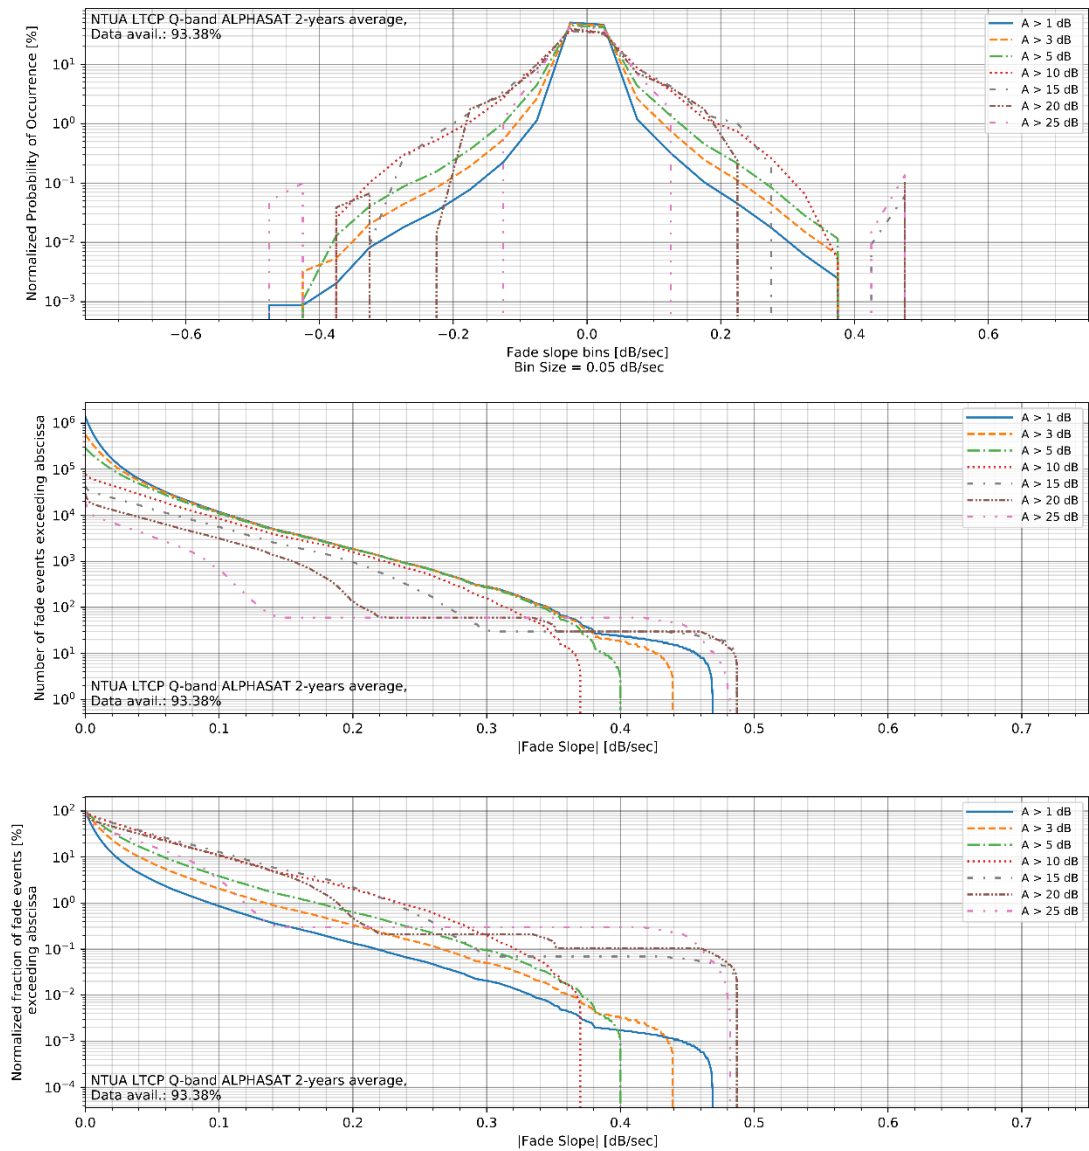 NTUA LTCP Q-band ALPHASAT 2-years average,
Data avail.: 93.38%
A > 1 dB
A > 3 dB
A > 5 dB
A > 10 dB
A > 15 dB
A > 20 dB
A > 25 dB
Normalized Probability of Occurrence [%]
10¹
10⁰
10⁻¹
10⁻²
10⁻³
−0.6 −0.4 −0.2 0.0 0.2 0.4 0.6
Fade slope bins [dB/sec]
Bin Size = 0.05 dB/sec
A > 1 dB
A > 3 dB
A > 5 dB
A > 10 dB
A > 15 dB
A > 20 dB
A > 25 dB
Number of fade events exceeding abscissa
10⁶
10⁵
10⁴
10³
10²
10¹
10⁰
NTUA LTCP Q-band ALPHASAT 2-years average,
Data avail.: 93.38%
0.0 0.1 0.2 0.3 0.4 0.5 0.6 0.7
|Fade Slope| [dB/sec]
A > 1 dB
A > 3 dB
A > 5 dB
A > 10 dB
A > 15 dB
A > 20 dB
A > 25 dB
Normalized fraction of fade events [%]
exceeding abscissa
10²
10¹
10⁰
10⁻¹
10⁻²
10⁻³
10⁻⁴
NTUA LTCP Q-band ALPHASAT 2-years average,
Data avail.: 93.38%
0.0 0.1 0.2 0.3 0.4 0.5 0.6 0.7
|Fade Slope| [dB/sec]